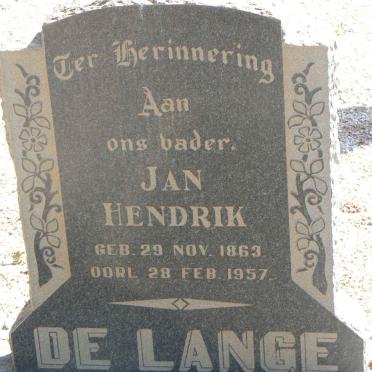 Ter Herinnering
Aan
ons vader.
JAN
HENDRIK
GEB. 29 NOV. 1863.
OORL 28 FEB. 1957.
DE LANGE